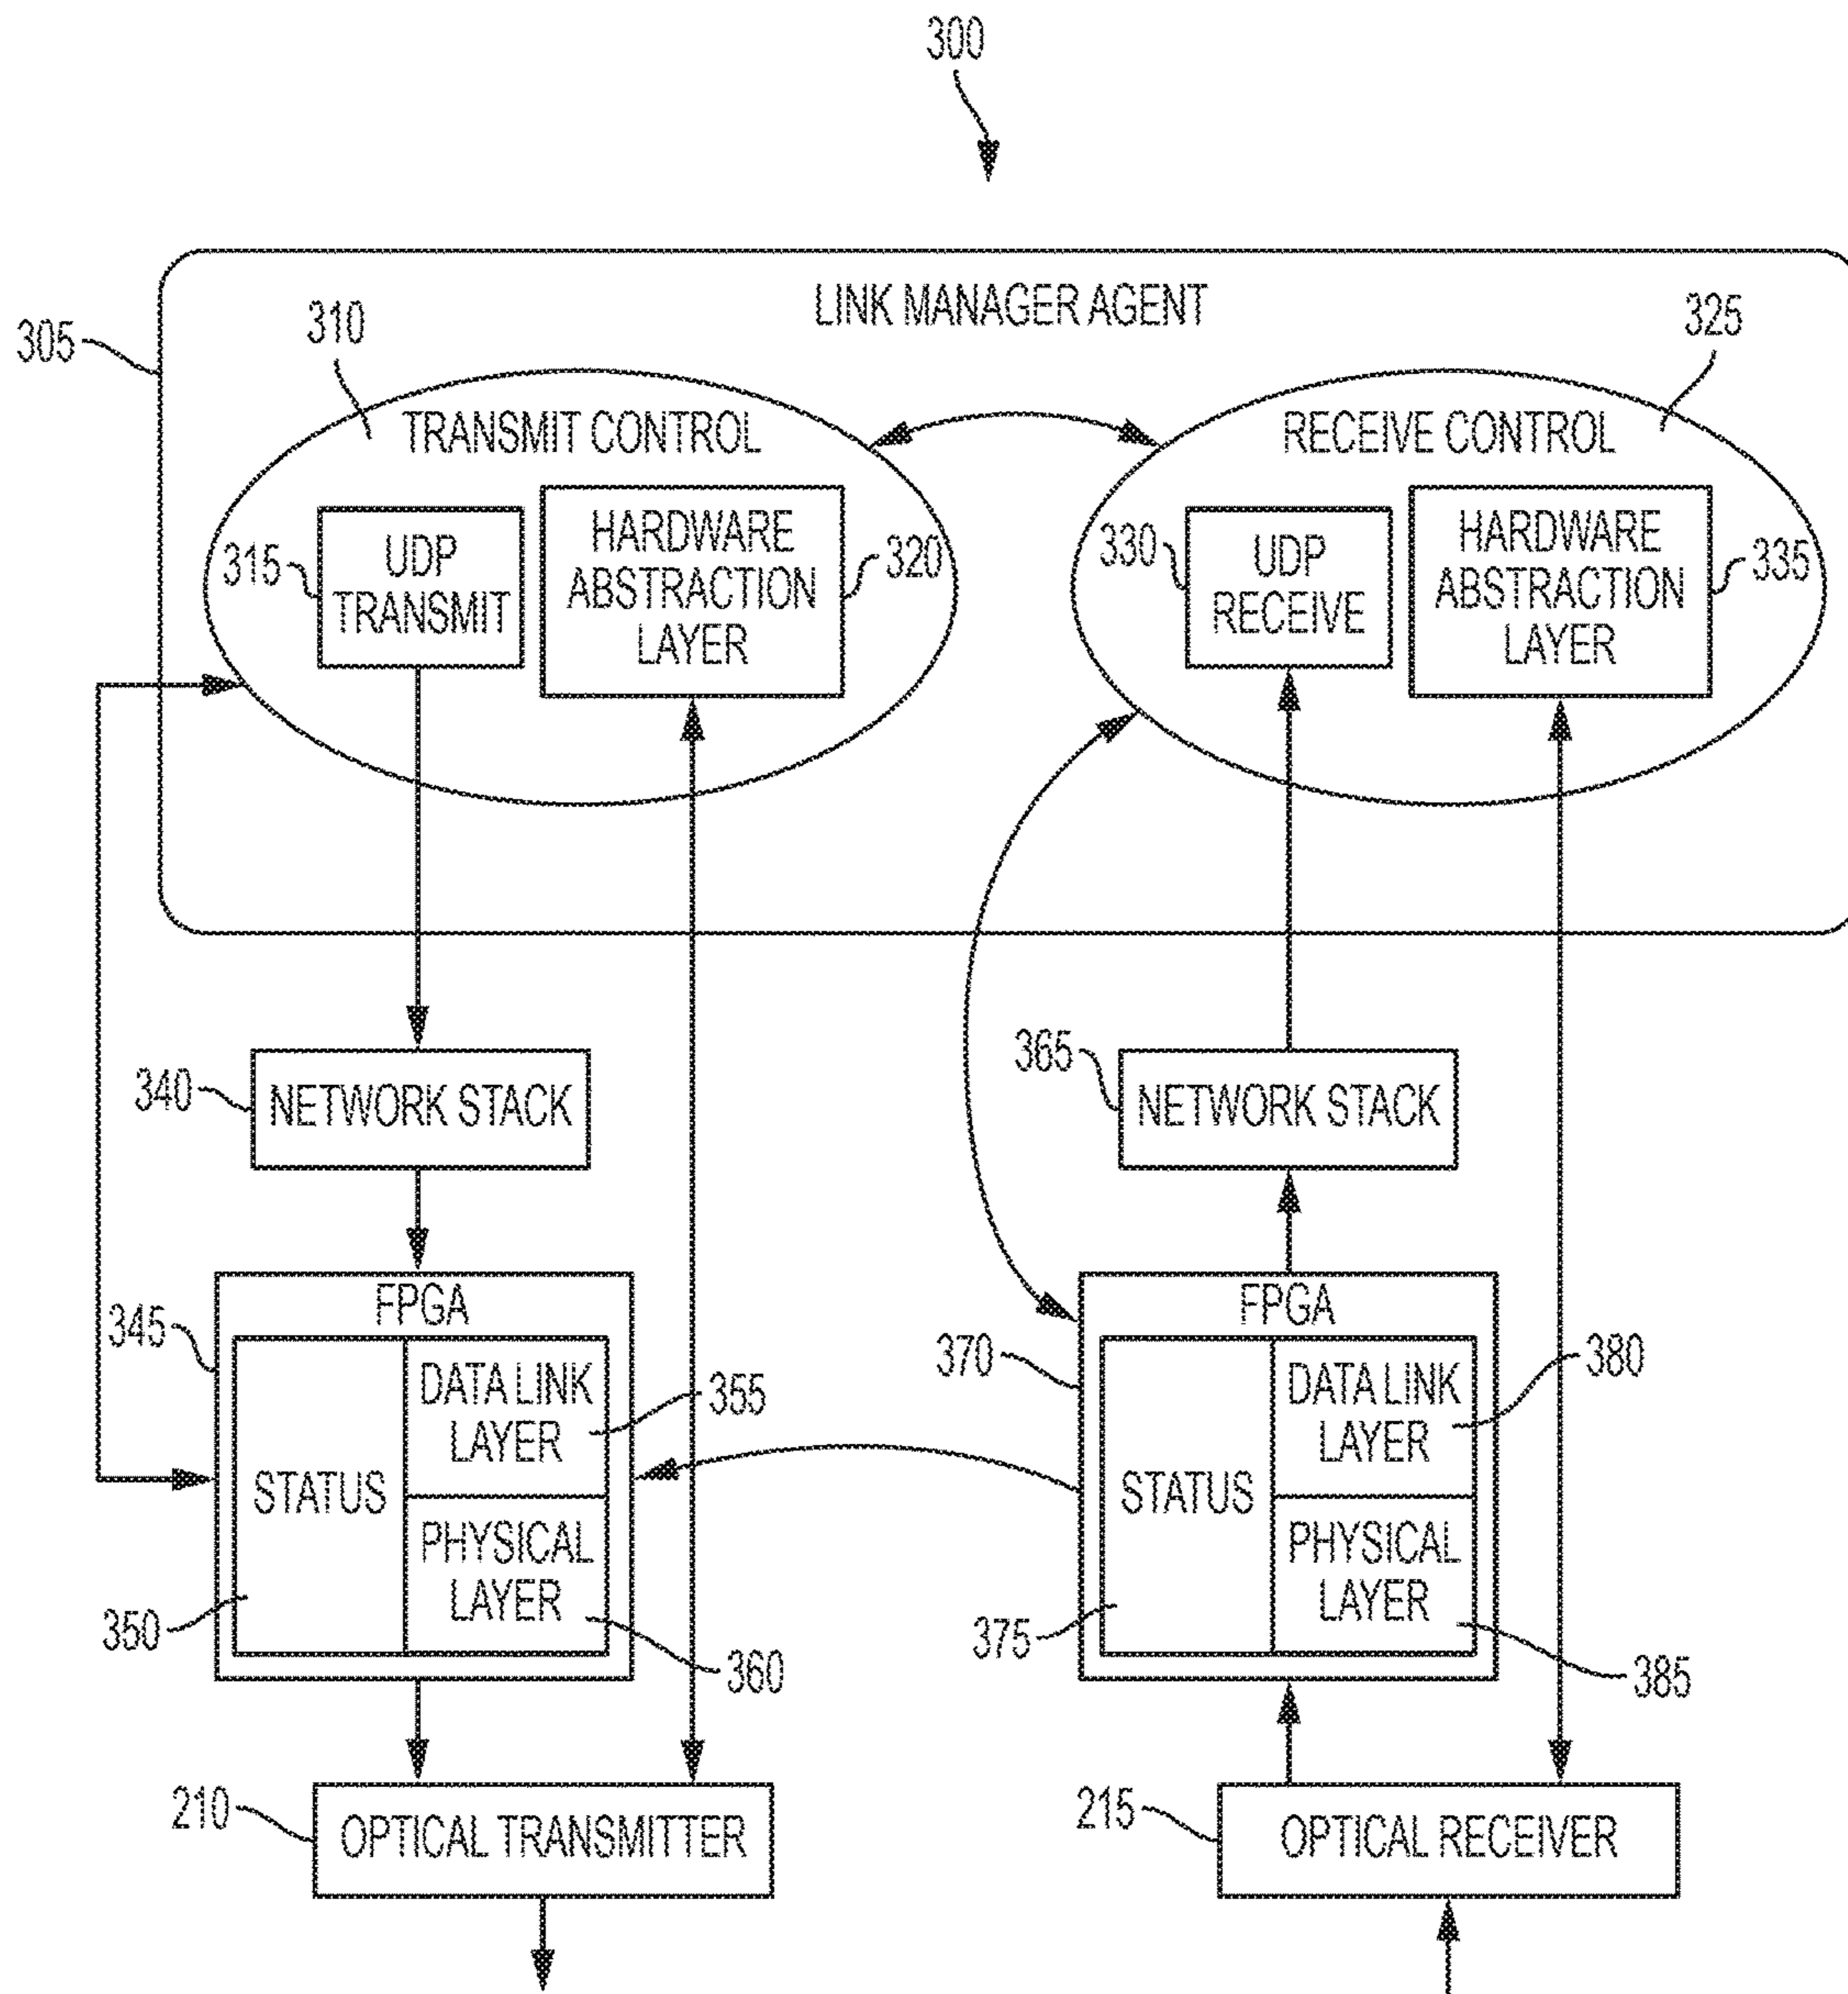 300
LINK MANAGER AGENT
305
310
325
TRANSMIT CONTROL
RECEIVE CONTROL
315
UDP
TRANSMIT
HARDWARE
ABSTRACTION
LAYER
320
330
UDP
RECEIVE
HARDWARE
ABSTRACTION
LAYER
335
340
NETWORK STACK
365
NETWORK STACK
345
FPGA
STATUS
DATA LINK
LAYER
355
PHYSICAL
LAYER
350
360
370
FPGA
STATUS
DATA LINK
LAYER
380
PHYSICAL
LAYER
375
385
210
OPTICAL TRANSMITTER
215
OPTICAL RECEIVER